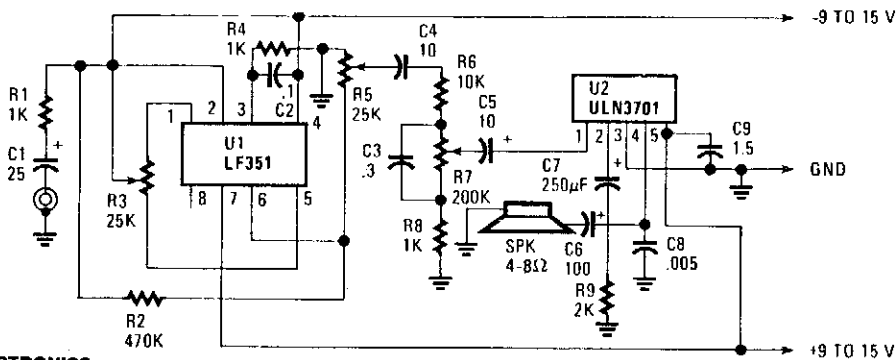 -9 TO 15 V
R4
1K
C4
10
R6
10K
U2
ULN3701
R1
1K
.1
C2
R5
25K
C5
10
1 2 3 4 5
C9
1.5
1 2 3 4
U1
LF351
C1
25
R3
25K
8 7 6 5
C3
.3
R7
200K
C7
250µF
GND
R8
1K
SPK
4-8Ω
C6
100
C8
.005
R9
2K
R2
470K
+9 TO 15 V